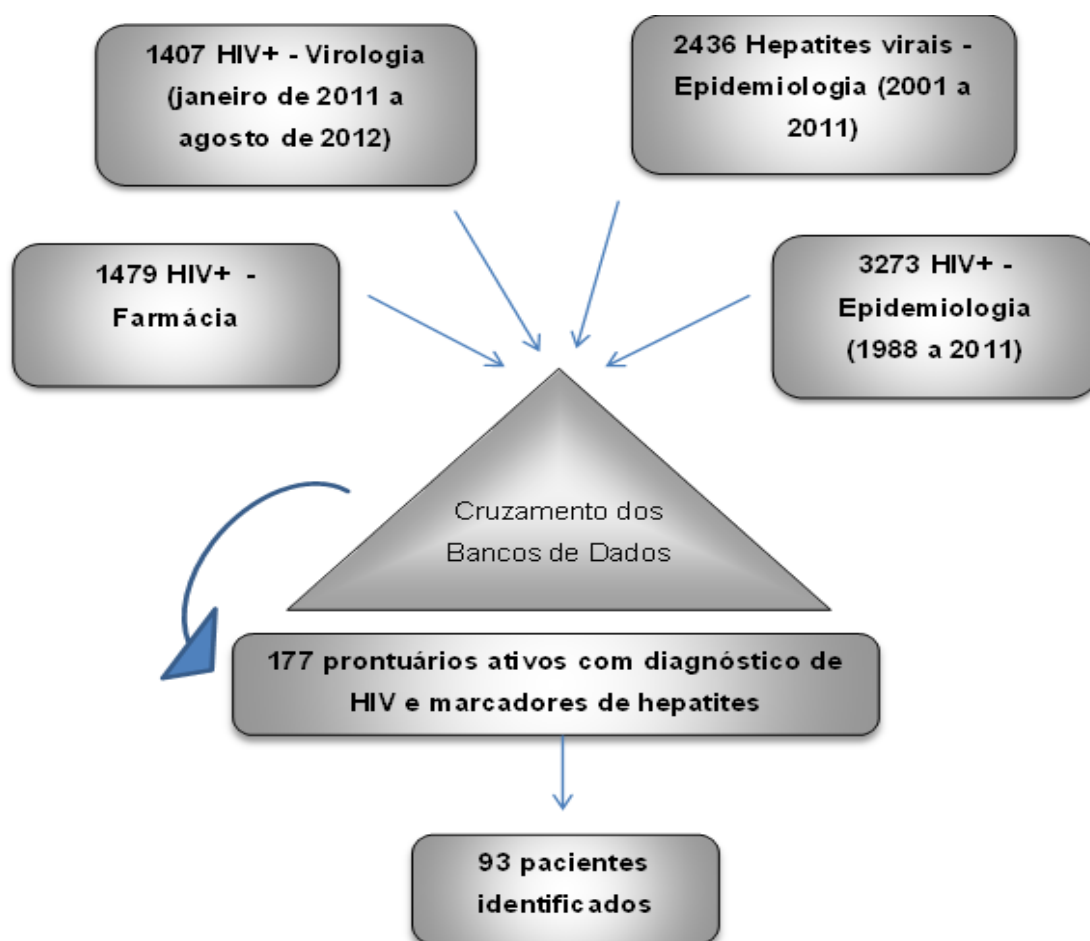 1407 HIV+ - Virologia
(janeiro de 2011 a
agosto de 2012)
2436 Hepatites virais -
Epidemiologia (2001 a
2011)
1479 HIV+ -
Farmácia
3273 HIV+ -
Epidemiologia
(1988 a 2011)
Cruzamento dos
Bancos de Dados
177 prontuários ativos com diagnóstico de
HIV e marcadores de hepatites
93 pacientes
identificados